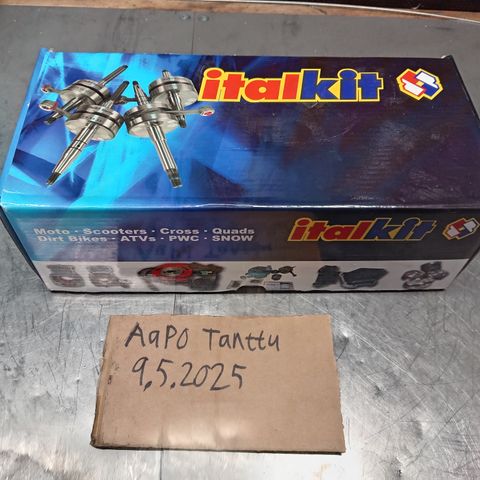 italkit
Moto · Scooters · Cross · Quads
Dirt Bikes · ATVs · PWC · SNOW
italkit
AaPO Tanttu
9.5.2025